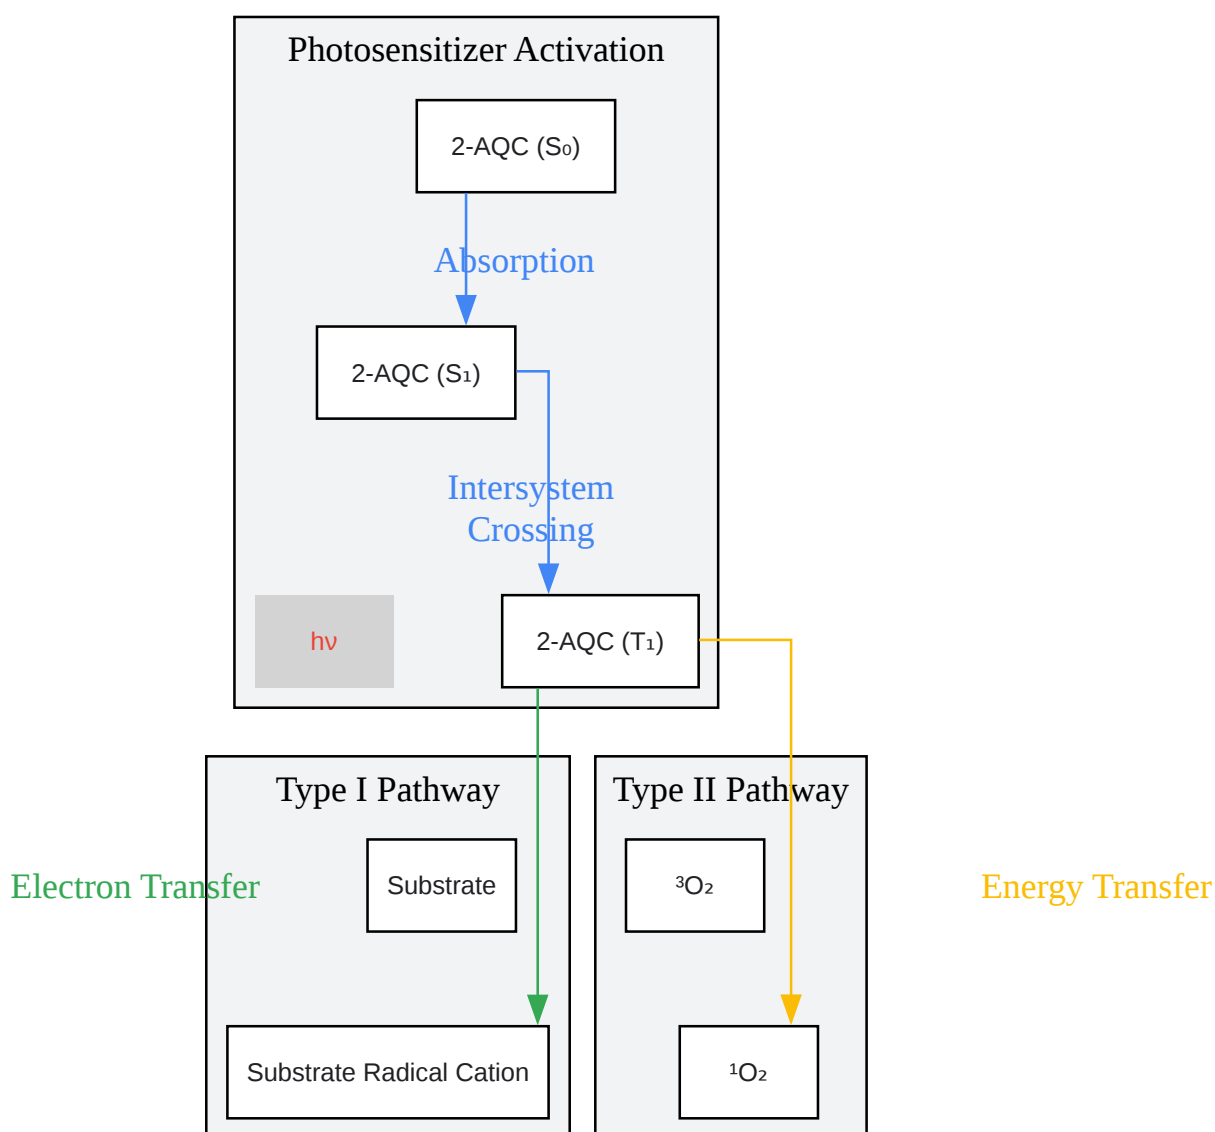 Photosensitizer Activation
2-AQC (S₀)
Absorption
2-AQC (S₁)
Intersystem
Crossing
hν
2-AQC (T₁)
Type I Pathway
Type II Pathway
Electron Transfer
Substrate
³O₂
Energy Transfer
Substrate Radical Cation
¹O₂